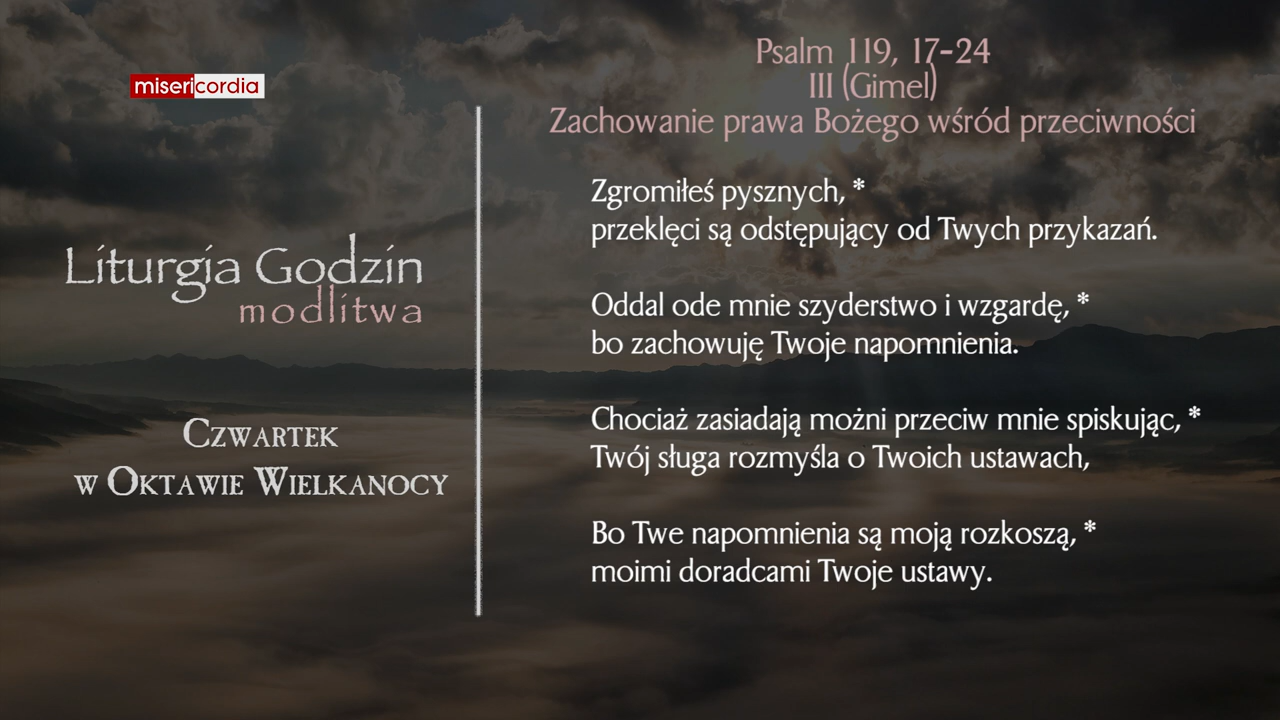 misericordia
Liturgia Godzin
modlitwa
Czwartek
w Oktawie Wielkanocy
Psalm 119, 17-24
III (Gimel)
Zachowanie prawa Bożego wśród przeciwności
Zgromiłeś pysznych, *
przeklęci są odstępujący od Twych przykazań.
Oddal ode mnie szyderstwo i wzgardę, *
bo zachowuję Twoje napomnienia.
Chociaż zasiadają możni przeciw mnie spiskując, *
Twój sługa rozmyśla o Twoich ustawach,
Bo Twe napomnienia są moją rozkoszą, *
moimi doradcami Twoje ustawy.